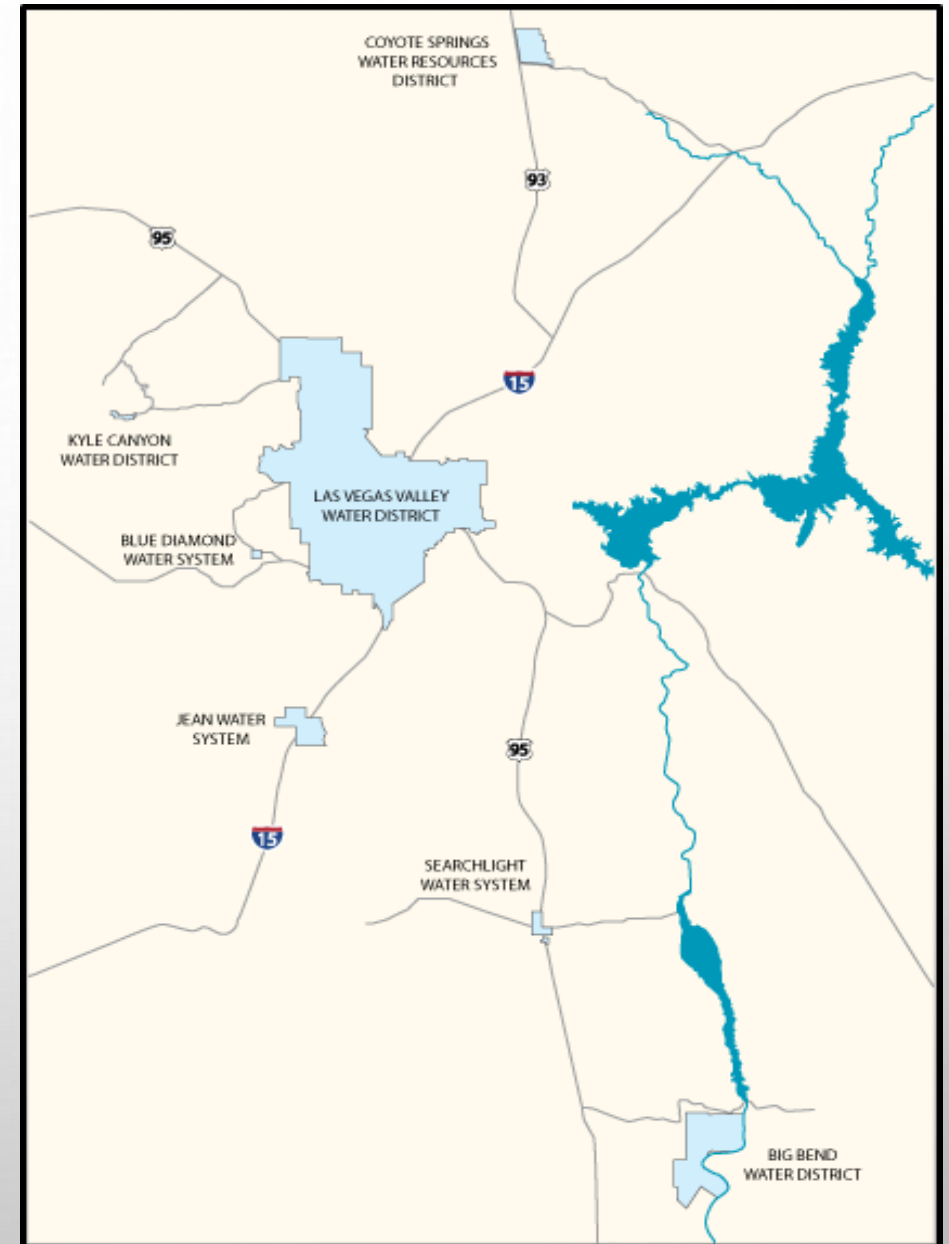 COYOTE SPRINGS
WATER RESOURCES
DISTRICT
93
95
15
KYLE CANYON
WATER DISTRICT
LAS VEGAS VALLEY
WATER DISTRICT
BLUE DIAMOND
WATER SYSTEM
JEAN WATER
SYSTEM
95
15
SEARCHLIGHT
WATER SYSTEM
BIG BEND
WATER DISTRICT